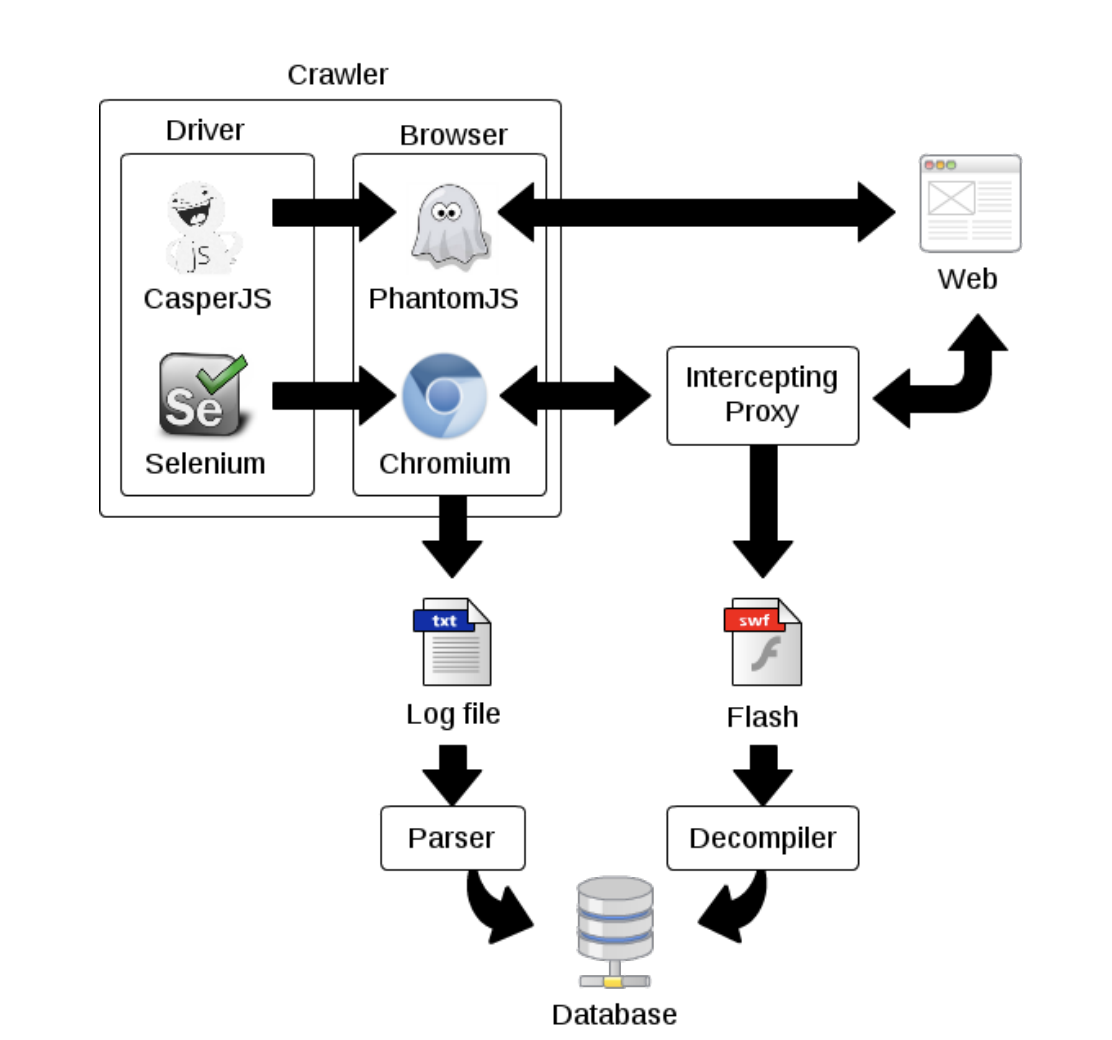 Crawler
Driver
Browser
js
CasperJS
PhantomJS
Web
Se
Selenium
Chromium
Intercepting
Proxy
txt
Log file
swf
Flash
Parser
Decompiler
Database